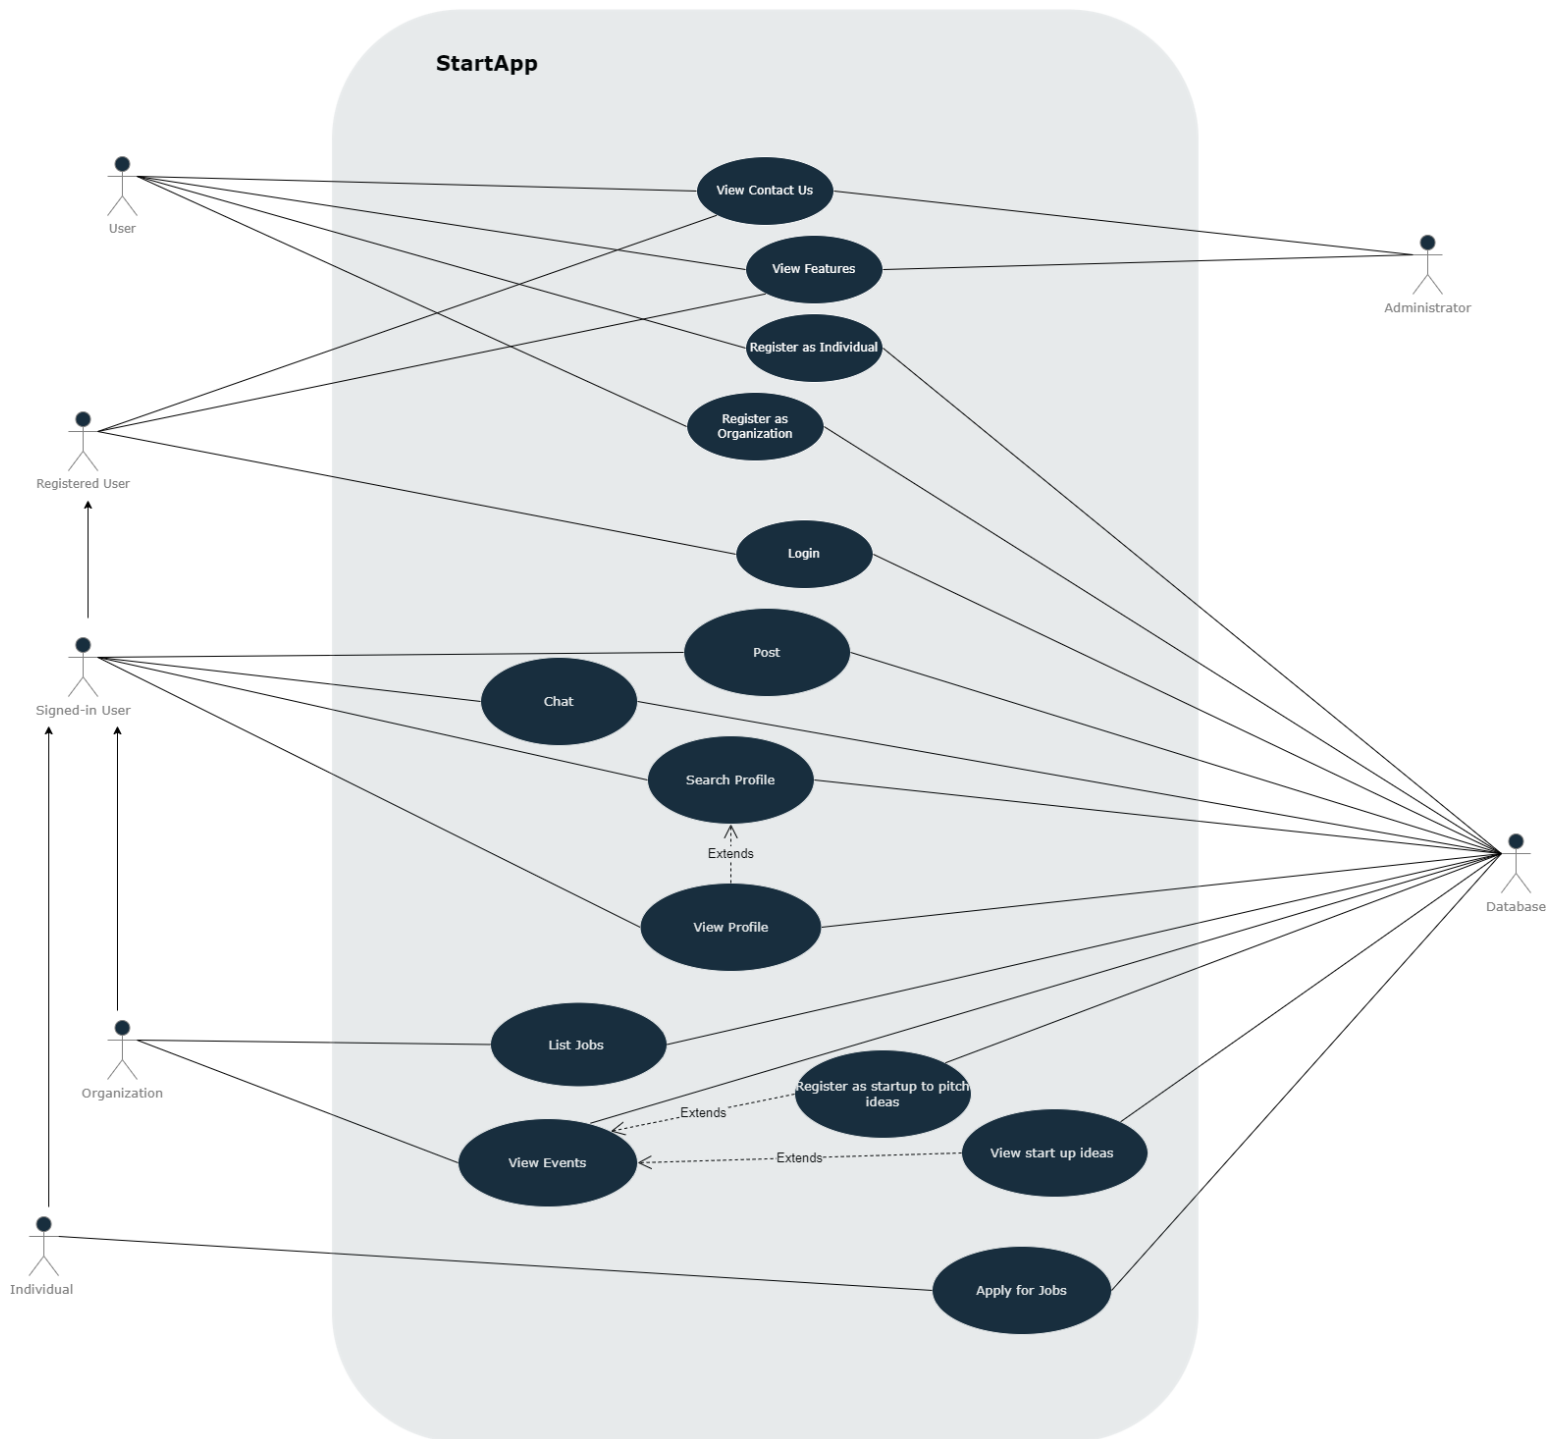 StartApp
View Contact Us
User
View Features
Administrator
Register as Individual
Register as
Organization
Registered User
Login
Post
Chat
Signed-in User
Search Profile
Extends
Database
View Profile
List Jobs
Organization
Register as startup to pitch
ideas
Extends
View start up ideas
Extends
View Events
Individual
Apply for Jobs